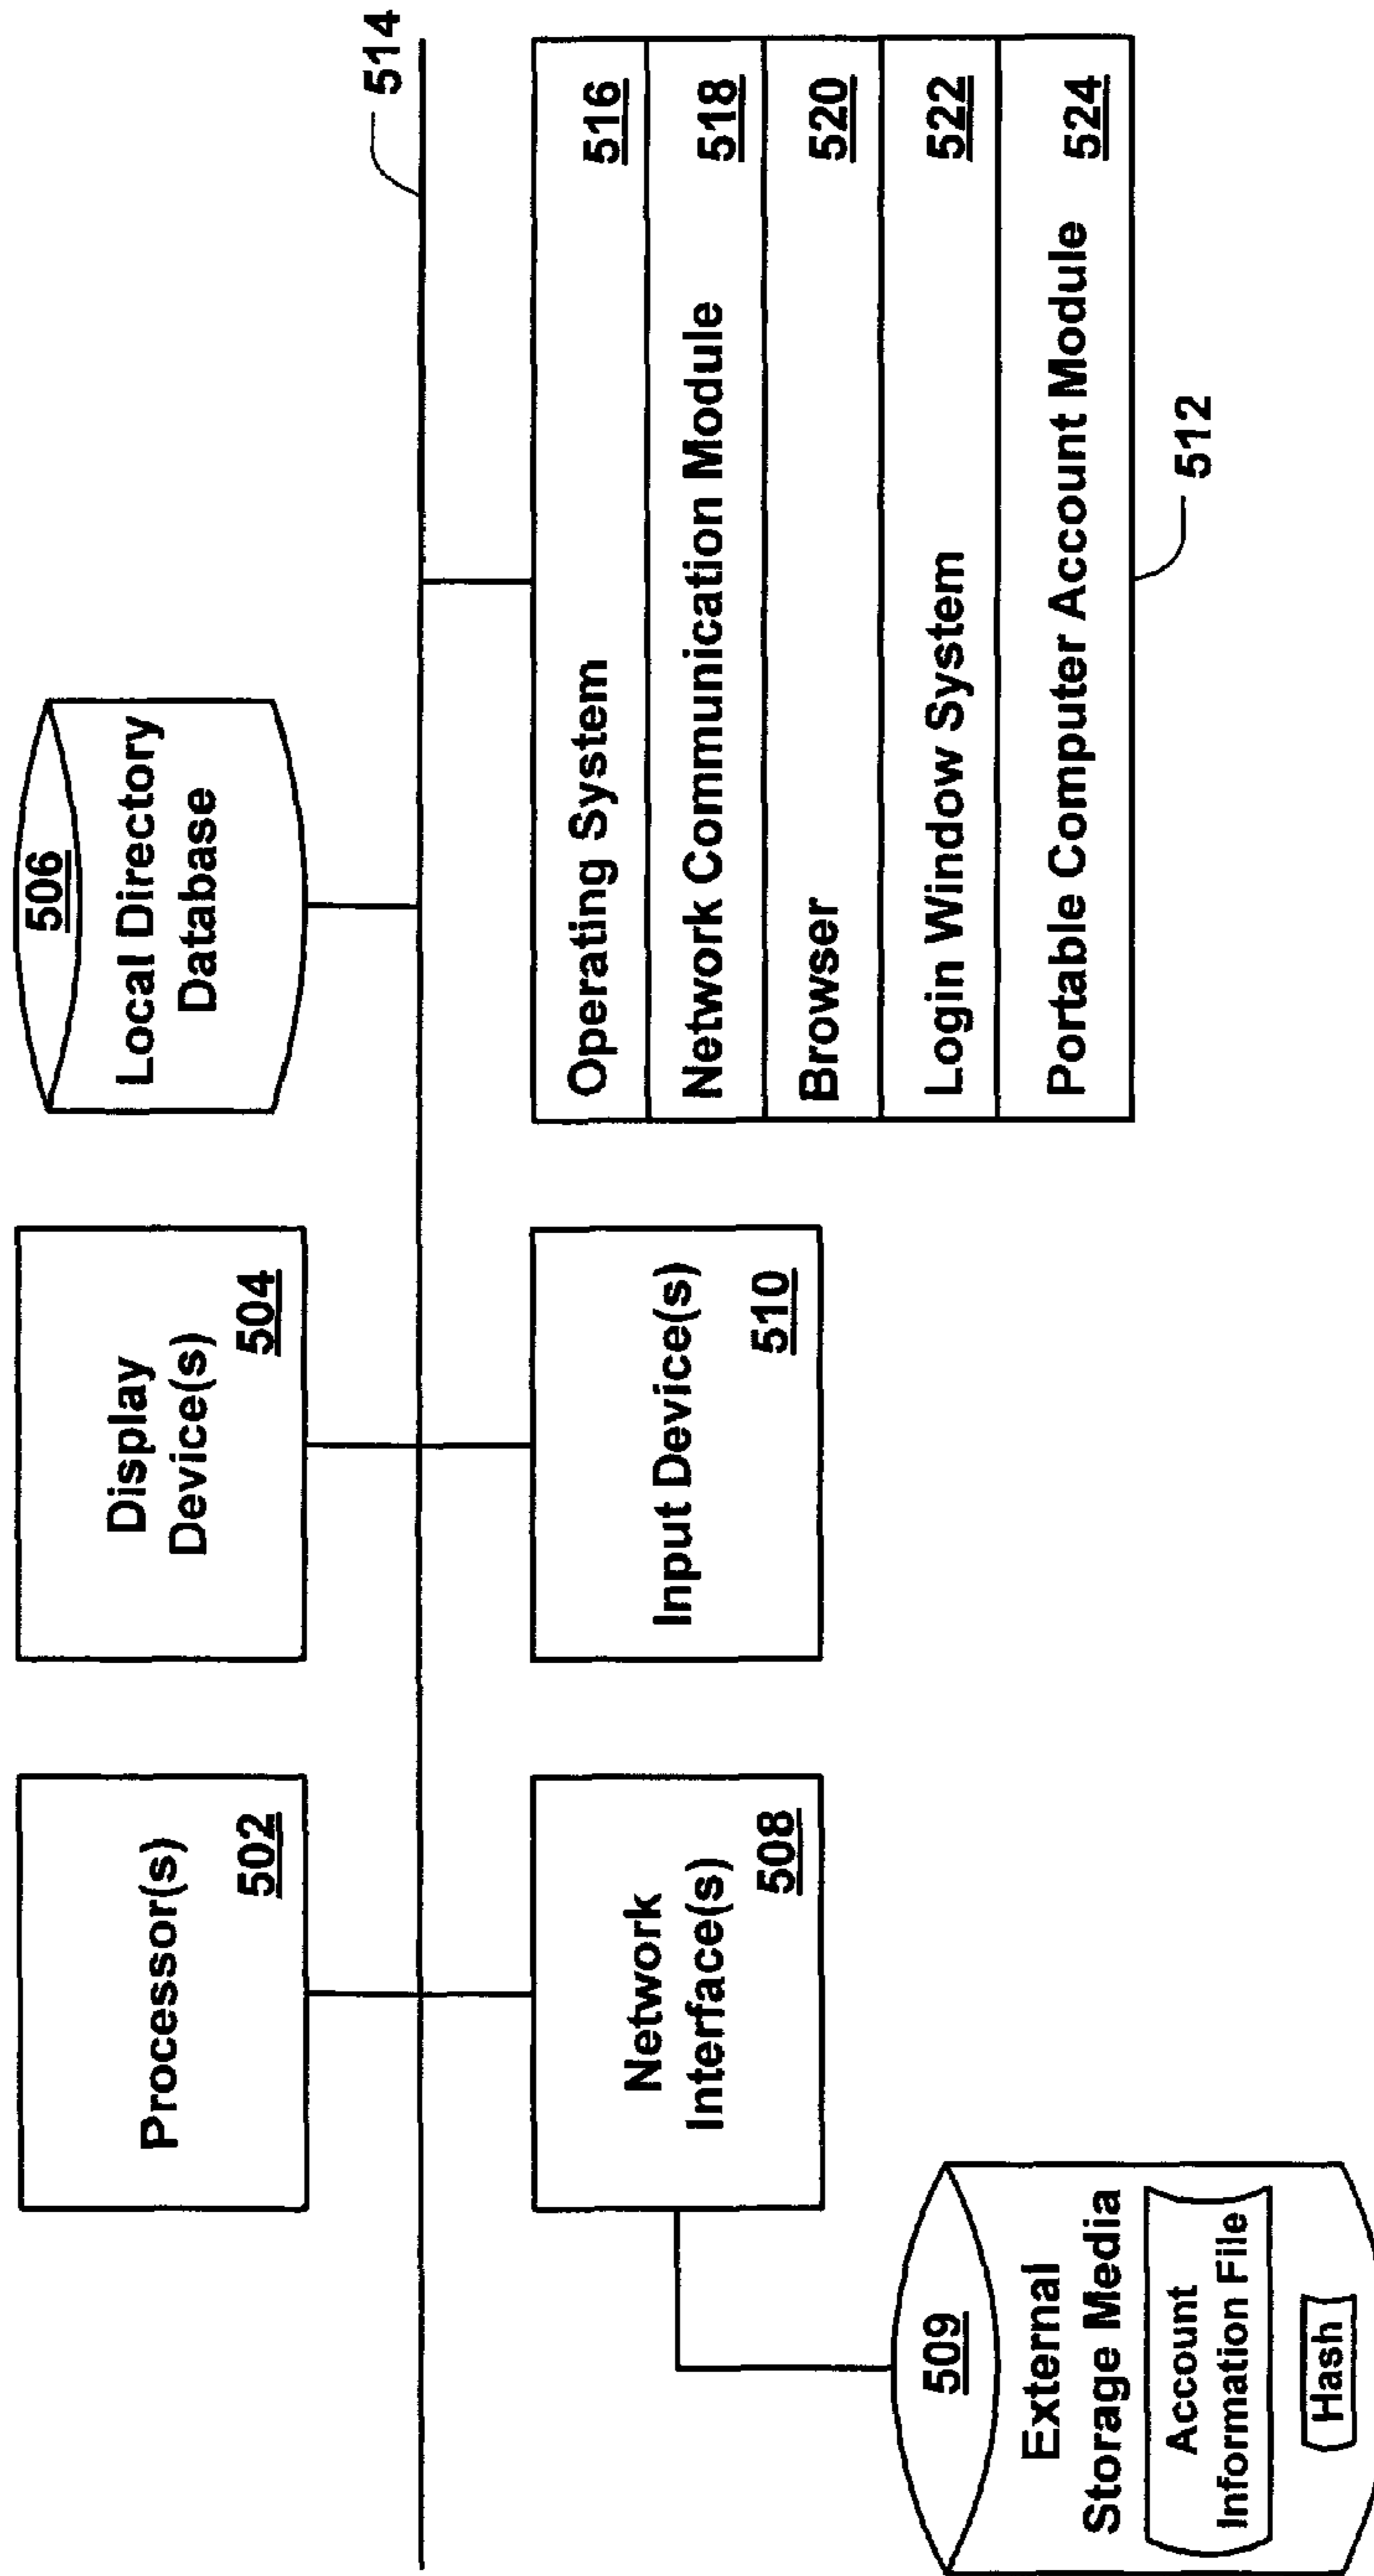 Processor(s)
502
Display
Device(s)
504
506
Local Directory
Database
514
Network
Interface(s)
508
Input Device(s)
510
Operating System 516
Network Communication Module 518
Browser 520
Login Window System 522
Portable Computer Account Module 524
512
509
External
Storage Media
Account
Information File
Hash